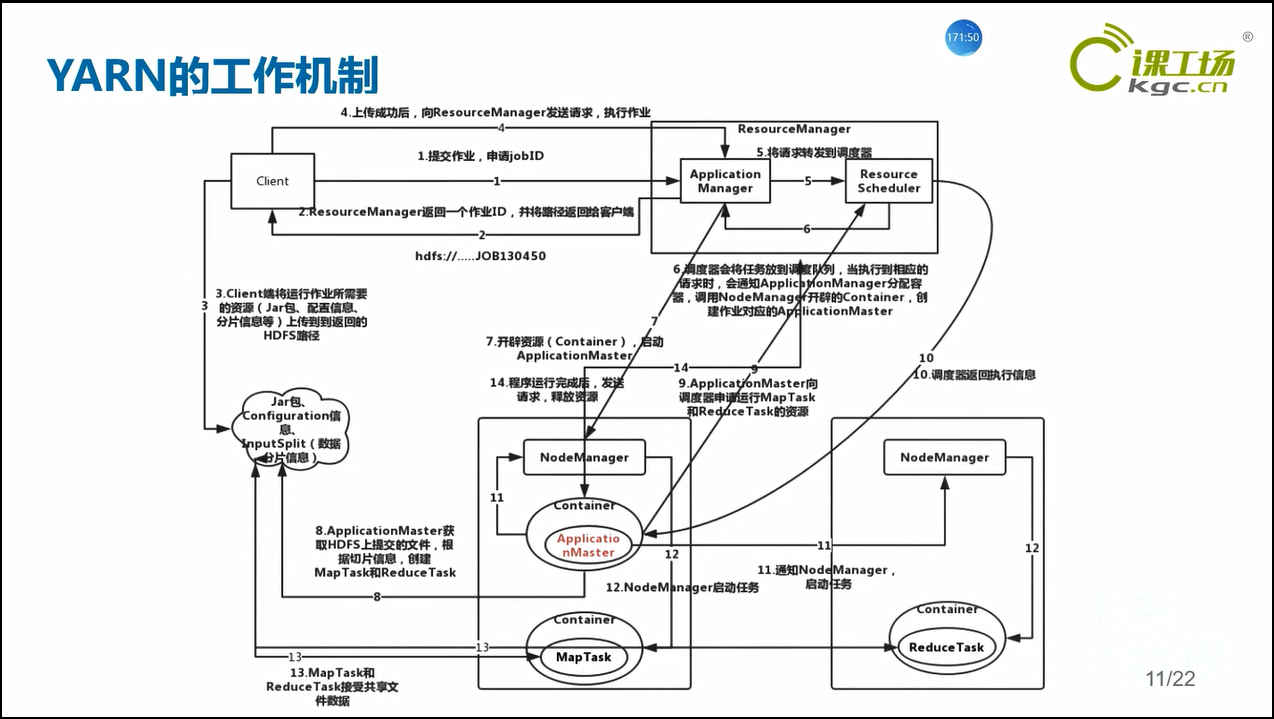 171:50
课工场
®
kgc.cn
YARN的工作机制
4.上传成功后，向ResourceManager发送请求，执行作业
4
ResourceManager
1.提交作业，申请jobID
5.将请求转发到调度器
Client
1
Application
Manager
5
Resource
Scheduler
2.ResourceManager返回一个作业ID，并将路径返回给客户端
2
6
hdfs://.....JOB130450
6.调度器会将任务放到调度队列，当执行到相应的
请求时，会通知ApplicationManager分配容
器，调用NodeManager开辟的Container，创
建作业对应的ApplicationMaster
3
3.Client端将运行作业所需要
的资源（Jar包、配置信息、
分片信息等）上传到到返回的
HDFS路径
7
7.开辟资源（Container），启动
ApplicationMaster
14
9
10
10.调度器返回执行信息
14.程序运行完成后，发送
请求，释放资源
9.ApplicationMaster向
调度器申请运行MapTask
和ReduceTask的资源
Jar包、
Configuration信
息、
InputSplit（数据
分片信息）
NodeManager
NodeManager
11
Container
Applicatio
nMaster
8.ApplicationMaster获
取HDFS上提交的文件，根
据切片信息，创建
MapTask和ReduceTask
11
12
12
11.通知NodeManager，
启动任务
12.NodeManager启动任务
8
Container
MapTask
Container
ReduceTask
13
13
13.MapTask和
ReduceTask接受共享文
件数据
11/22